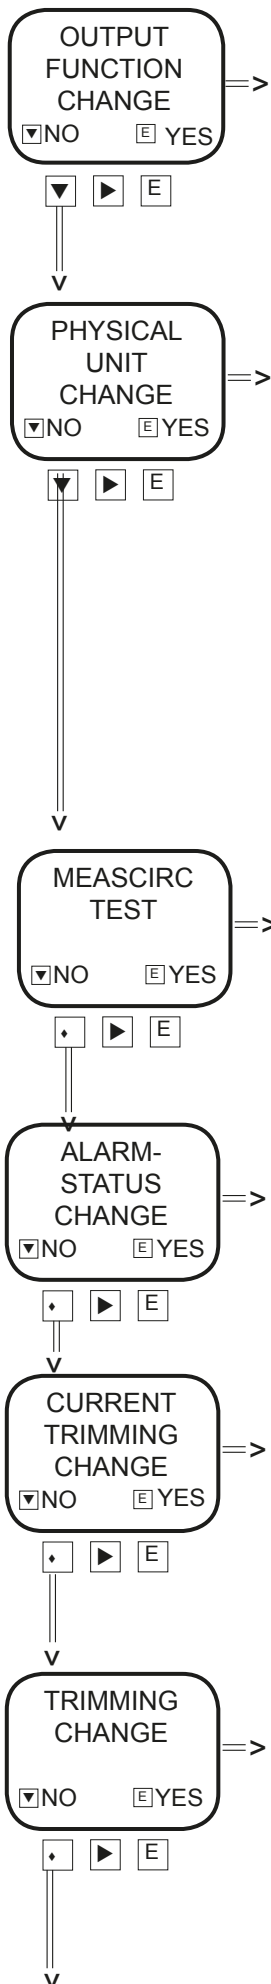 OUTPUT
FUNCTION
CHANGE
▼NO E YES
▼ ▶ E
PHYSICAL
UNIT
CHANGE
▼NO E YES
▼ ▶ E
MEASCIRC
TEST
▼NO E YES
⬧ ▶ E
ALARM-
STATUS
CHANGE
▼NO E YES
⬧ ▶ E
CURRENT
TRIMMING
CHANGE
▼NO E YES
⬧ ▶ E
TRIMMING
CHANGE
▼NO E YES
⬧ ▶ E